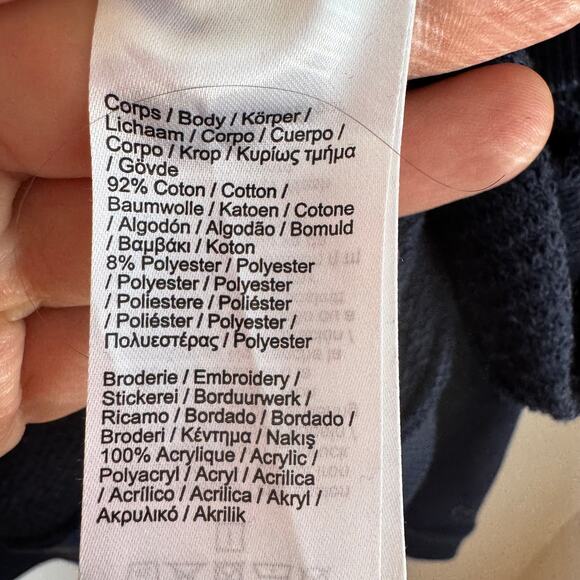 Corps / Body / Körper /
Lichaam / Corpo / Cuerpo /
Corpo / Krop / Κυρίως τμήμα
/ Gövde
92% Coton / Cotton /
Baumwolle / Katoen / Cotone
/ Algodón / Algodão / Bomuld
/ Βαμβάκι / Koton
8% Polyester / Polyester
/ Polyester / Polyester
/ Poliestere / Poliéster
/ Poliéster / Polyester /
Πολυεστέρας / Polyester
Broderie / Embroidery /
Stickerei / Borduurwerk /
Ricamo / Bordado / Bordado /
Broderi / Κέντημα / Nakış
100% Acrylique / Acrylic /
Polyacryl / Acryl / Acrilica
/ Acrílico / Acrilica / Akryl /
Ακρυλικό / Akrilik